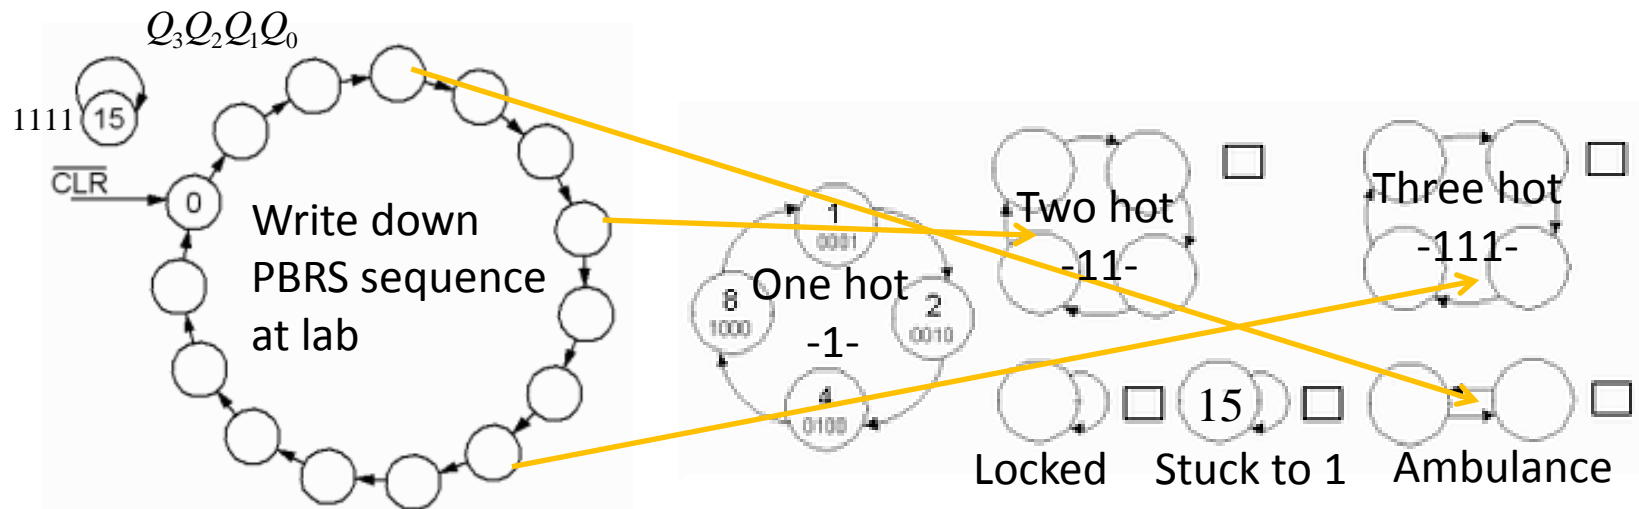 Q₃Q₂Q₁Q₀
1111 15
CLR
0
Write down
PBRS sequence
at lab
1
0001
One hot
-1-
8
1000
2
0010
4
0100
Two hot
-11-
Three hot
-111-
15
Locked
Stuck to 1
Ambulance